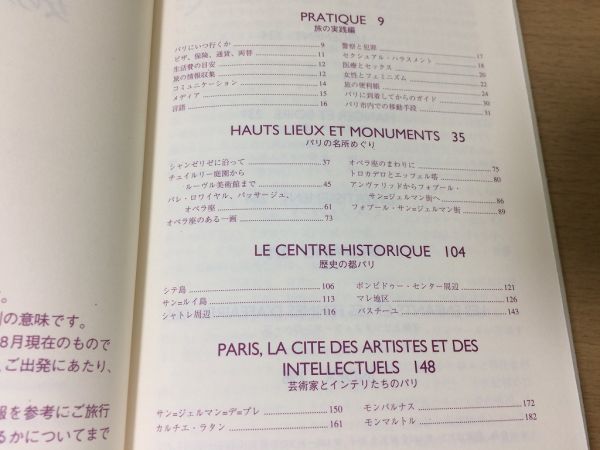 PRATIQUE 9
旅の実践編
パリにいつ行くか 9
ビザ、保険、通貨、両替 11
生活費の目安 12
旅の情報収集 12
コミュニケーション 14
メディア 15
言語 16
警察と犯罪 17
セクシュアル・ハラスメント 18
医療とセックス 20
女性とフェミニズム 22
旅の便利帳 24
パリに到着してからのガイド 30
パリ市内での移動手段 31
HAUTS LIEUX ET MONUMENTS 35
パリの名所めぐり
シャンゼリゼに沿って 37
チュイルリー庭園から
ルーヴル美術館まで 45
パレ・ロワイヤル、パッサージュ、
オペラ座 61
オペラ座のある一画 73
オペラ座のまわりに 75
トロカデロとエッフェル塔 80
アンヴァリッドからフォブール・
サン=ジェルマン街へ 86
フォブール・サン=ジェルマン街 89
LE CENTRE HISTORIQUE 104
歴史の都パリ
シテ島 106
サン=ルイ島 113
シャトレ周辺 116
ポンピドゥー・センター周辺 121
マレ地区 126
バスチーユ 143
PARIS, LA CITE DES ARTISTES ET DES
INTELLECTUELS 148
芸術家とインテリたちのパリ
サン=ジェルマン=デ=プレ 150
カルチエ・ラタン 161
モンパルナス 172
モンマルトル 182
の意味です。
8月現在のもので
ご出発にあたり、
報を参考にご旅行
るかについてまで